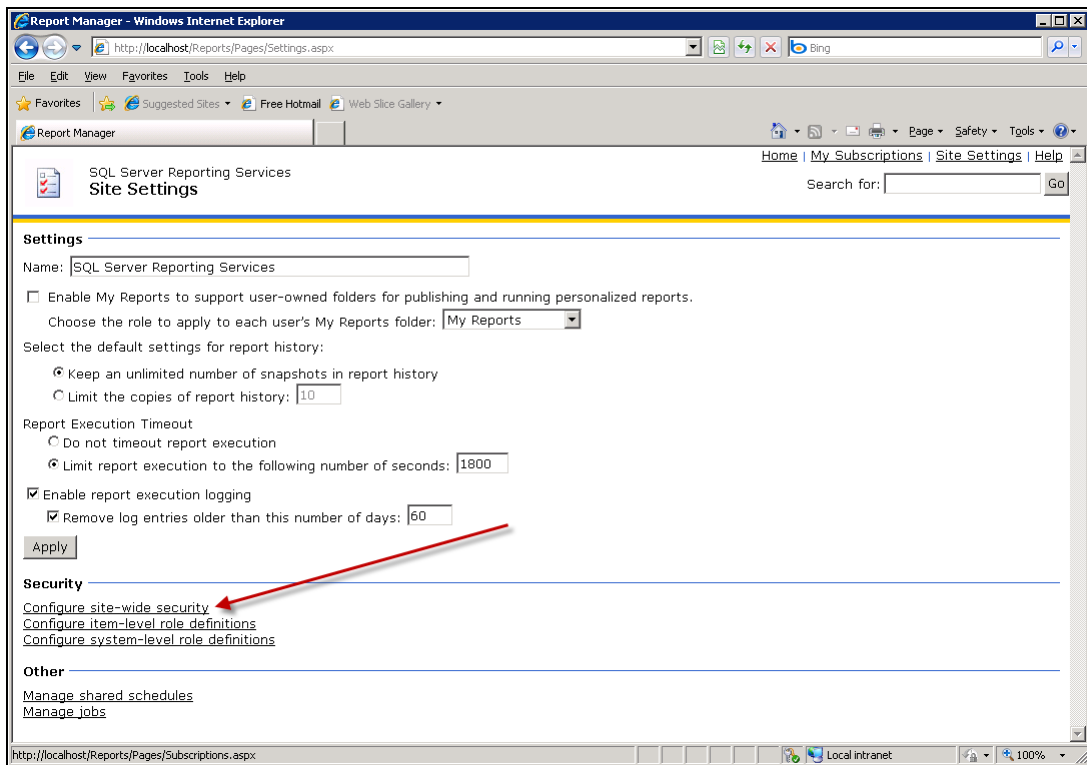 Report Manager - Windows Internet Explorer
http://localhost/Reports/Pages/Settings.aspx
Bing
File Edit View Favorites Tools Help
Favorites Suggested Sites Free Hotmail Web Slice Gallery
Report Manager
Page Safety Tools
Home | My Subscriptions | Site Settings | Help
SQL Server Reporting Services
Site Settings
Search for: Go
Settings
Name: SQL Server Reporting Services
Enable My Reports to support user-owned folders for publishing and running personalized reports.
Choose the role to apply to each user's My Reports folder: My Reports
Select the default settings for report history:
Keep an unlimited number of snapshots in report history
Limit the copies of report history: 10
Report Execution Timeout
Do not timeout report execution
Limit report execution to the following number of seconds: 1800
Enable report execution logging
Remove log entries older than this number of days: 60
Apply
Security
Configure site-wide security
Configure item-level role definitions
Configure system-level role definitions
Other
Manage shared schedules
Manage jobs
http://localhost/Reports/Pages/Subscriptions.aspx
Local intranet
100%